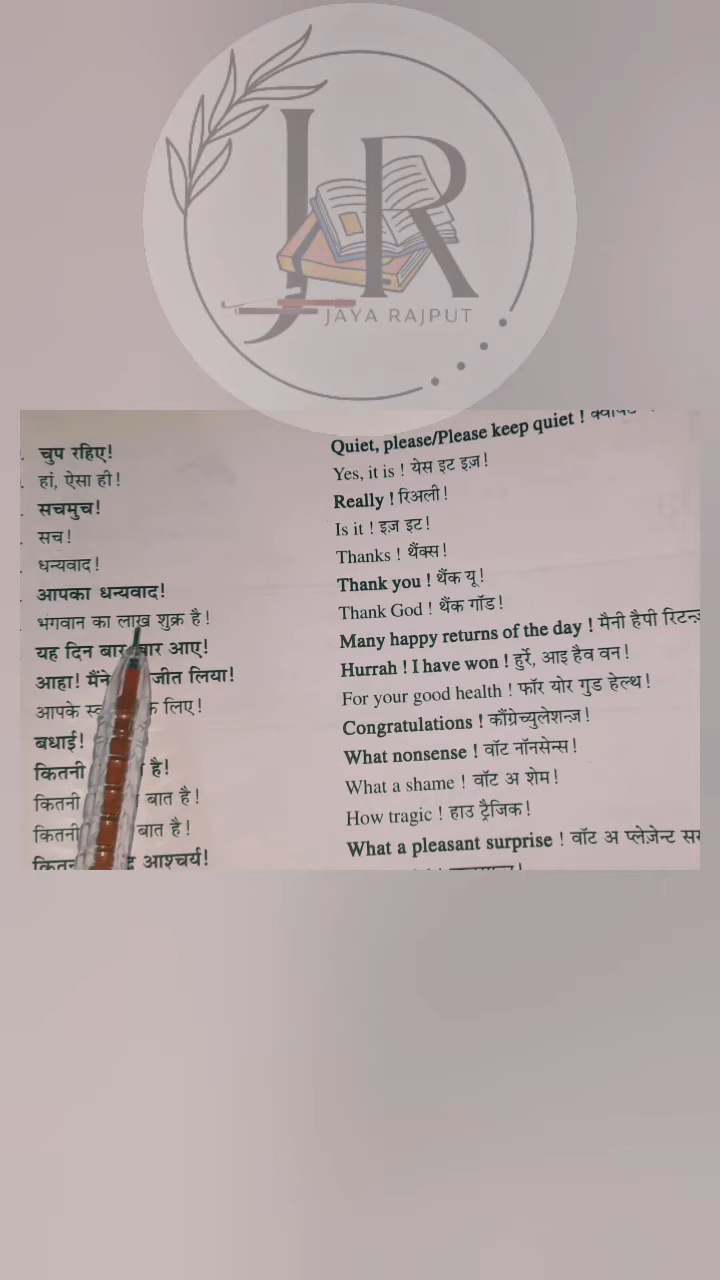 JR
JAYA RAJPUT
चुप रहिए! Quiet, please/Please keep quiet !
हां, ऐसा ही! Yes, it is ! येस इट इज़!
सचमुच! Really ! रिअली!
सच! Is it ! इज़ इट!
धन्यवाद! Thanks ! थैंक्स!
आपका धन्यवाद! Thank you ! थैंक यू!
भंगवान का लाख शुक्र है! Thank God ! थैंक गॉड!
यह दिन बार बार आए! Many happy returns of the day ! मैनी हैपी रिटर्न्ज़
आहा! मैंने जीत लिया! Hurrah ! I have won ! हुर्रे, आइ हैव वन!
आपके के लिए! For your good health ! फॉर योर गुड हेल्थ!
बधाई! Congratulations ! कौंग्रेच्युलेशन्ज़!
कितनी है! What nonsense ! वॉट नॉनसेन्स!
कितनी बात है! What a shame ! वॉट अ शेम!
कितनी बात है! How tragic ! हाउ ट्रैजिक!
आश्चर्य! What a pleasant surprise ! वॉट अ प्लेज़ेन्ट